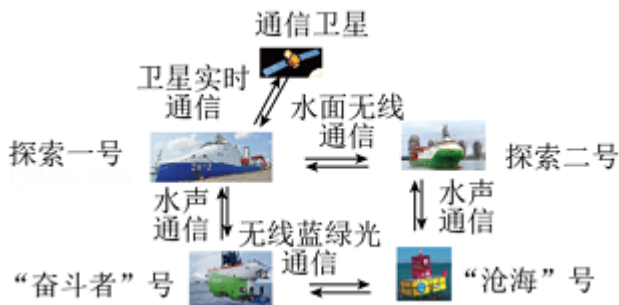 通信卫星
卫星实时
通信
水面无线
通信
探索一号
探索二号
水声
通信
无线蓝绿光
通信
水声
通信
“奋斗者”号
“沧海”号